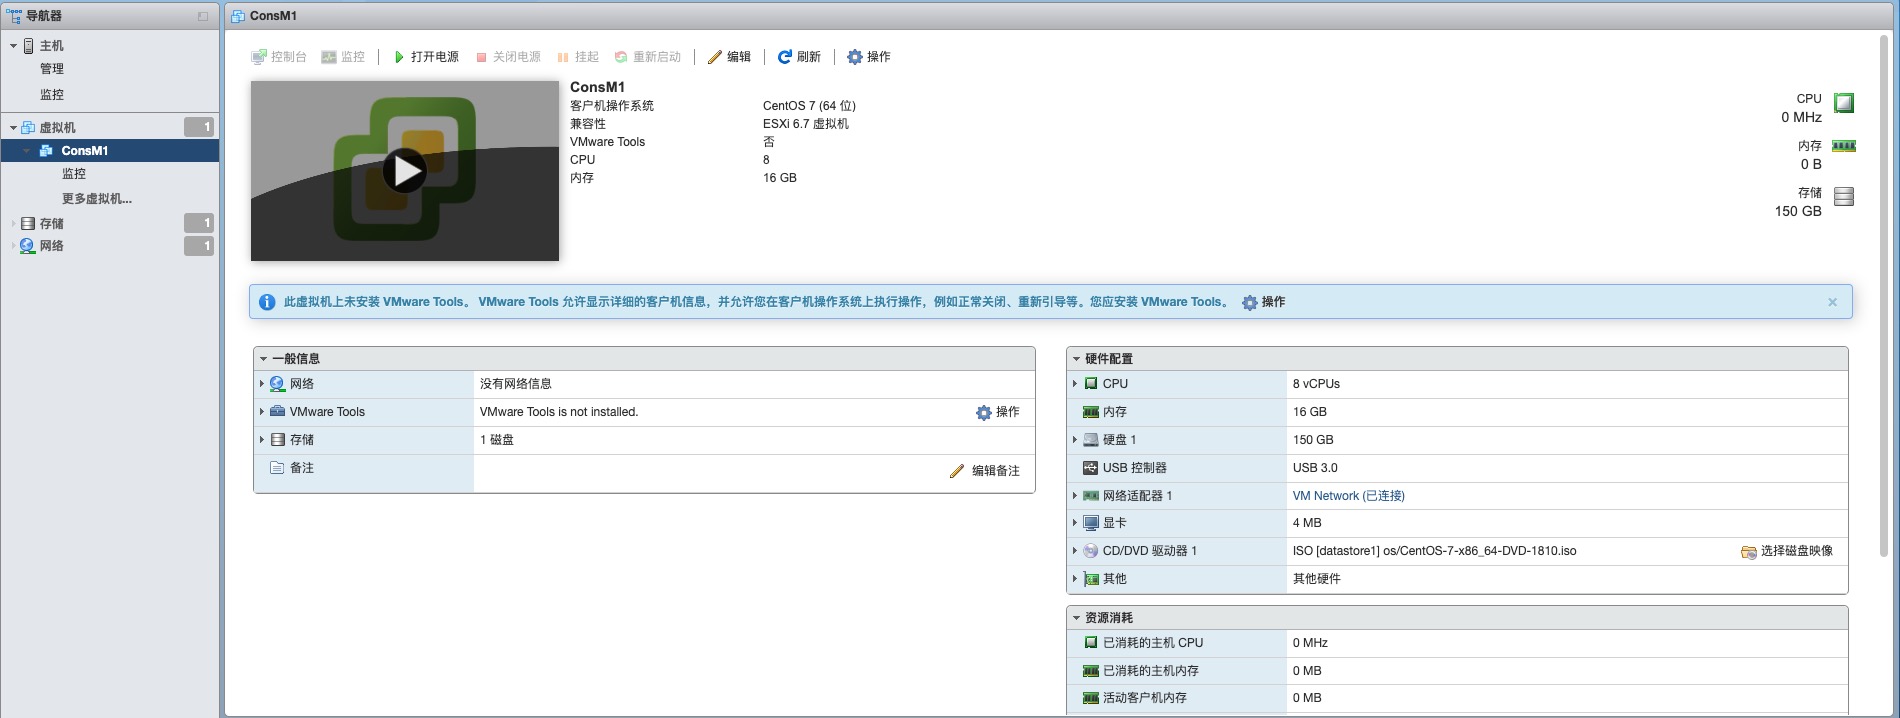 导航器
主机
管理
监控
虚拟机 1
ConsM1
监控
更多虚拟机...
存储 1
网络 1
ConsM1
控制台 监控 打开电源 关闭电源 挂起 重新启动 编辑 刷新 操作
ConsM1
客户机操作系统 CentOS 7 (64 位)
兼容性 ESXi 6.7 虚拟机
VMware Tools 否
CPU 8
内存 16 GB
CPU
0 MHz
内存
0 B
存储
150 GB
此虚拟机上未安装 VMware Tools。 VMware Tools 允许显示详细的客户机信息，并允许您在客户机操作系统上执行操作，例如正常关闭、重新引导等。您应安装 VMware Tools。 操作
一般信息
网络 没有网络信息
VMware Tools VMware Tools is not installed. 操作
存储 1 磁盘
备注 编辑备注
硬件配置
CPU 8 vCPUs
内存 16 GB
硬盘 1 150 GB
USB 控制器 USB 3.0
网络适配器 1 VM Network (已连接)
显卡 4 MB
CD/DVD 驱动器 1 ISO [datastore1] os/CentOS-7-x86_64-DVD-1810.iso 选择磁盘映像
其他 其他硬件
资源消耗
已消耗的主机 CPU 0 MHz
已消耗的主机内存 0 MB
活动客户机内存 0 MB